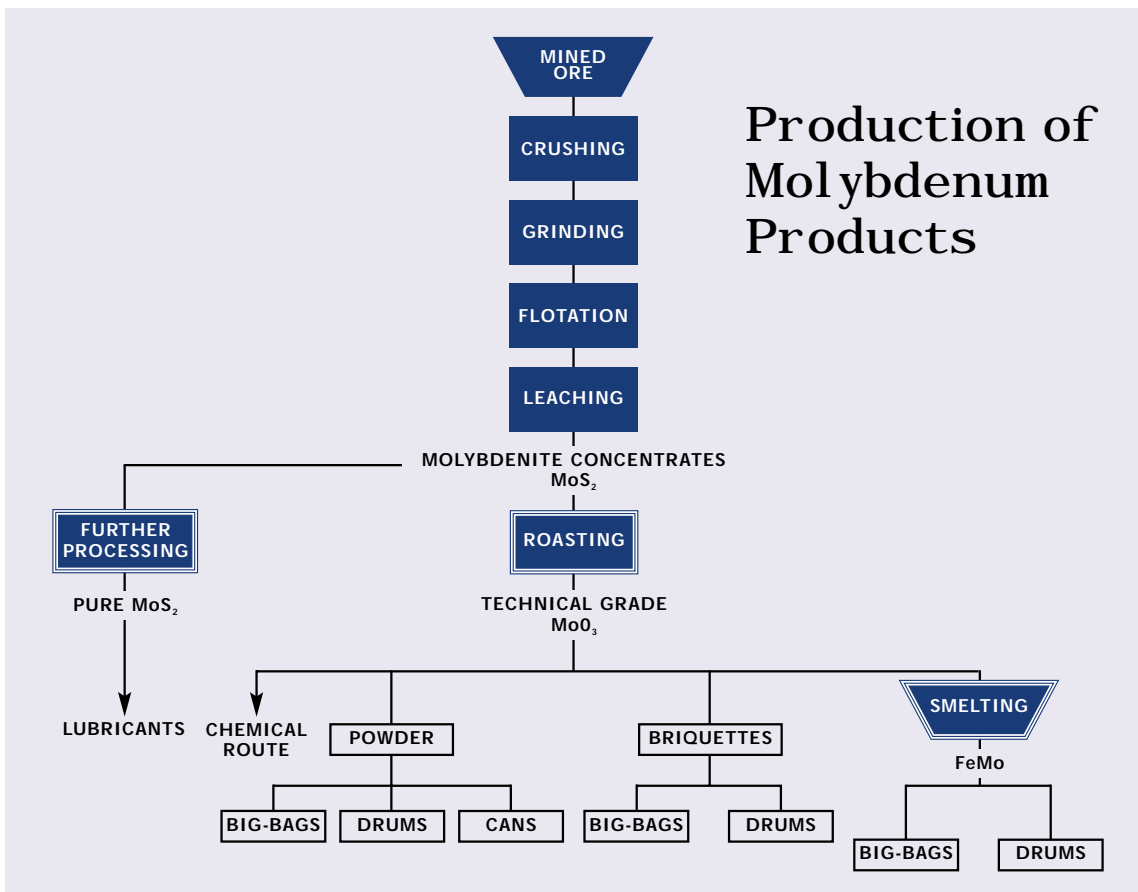 MINED
ORE
Production of
Molybdenum
Products
CRUSHING
GRINDING
FLOTATION
LEACHING
MOLYBDENITE CONCENTRATES
MoS₂
FURTHER
PROCESSING
ROASTING
PURE MoS₂
TECHNICAL GRADE
Mo0₃
LUBRICANTS
CHEMICAL
ROUTE
POWDER
BRIQUETTES
SMELTING
FeMo
BIG-BAGS
DRUMS
CANS
BIG-BAGS
DRUMS
BIG-BAGS
DRUMS